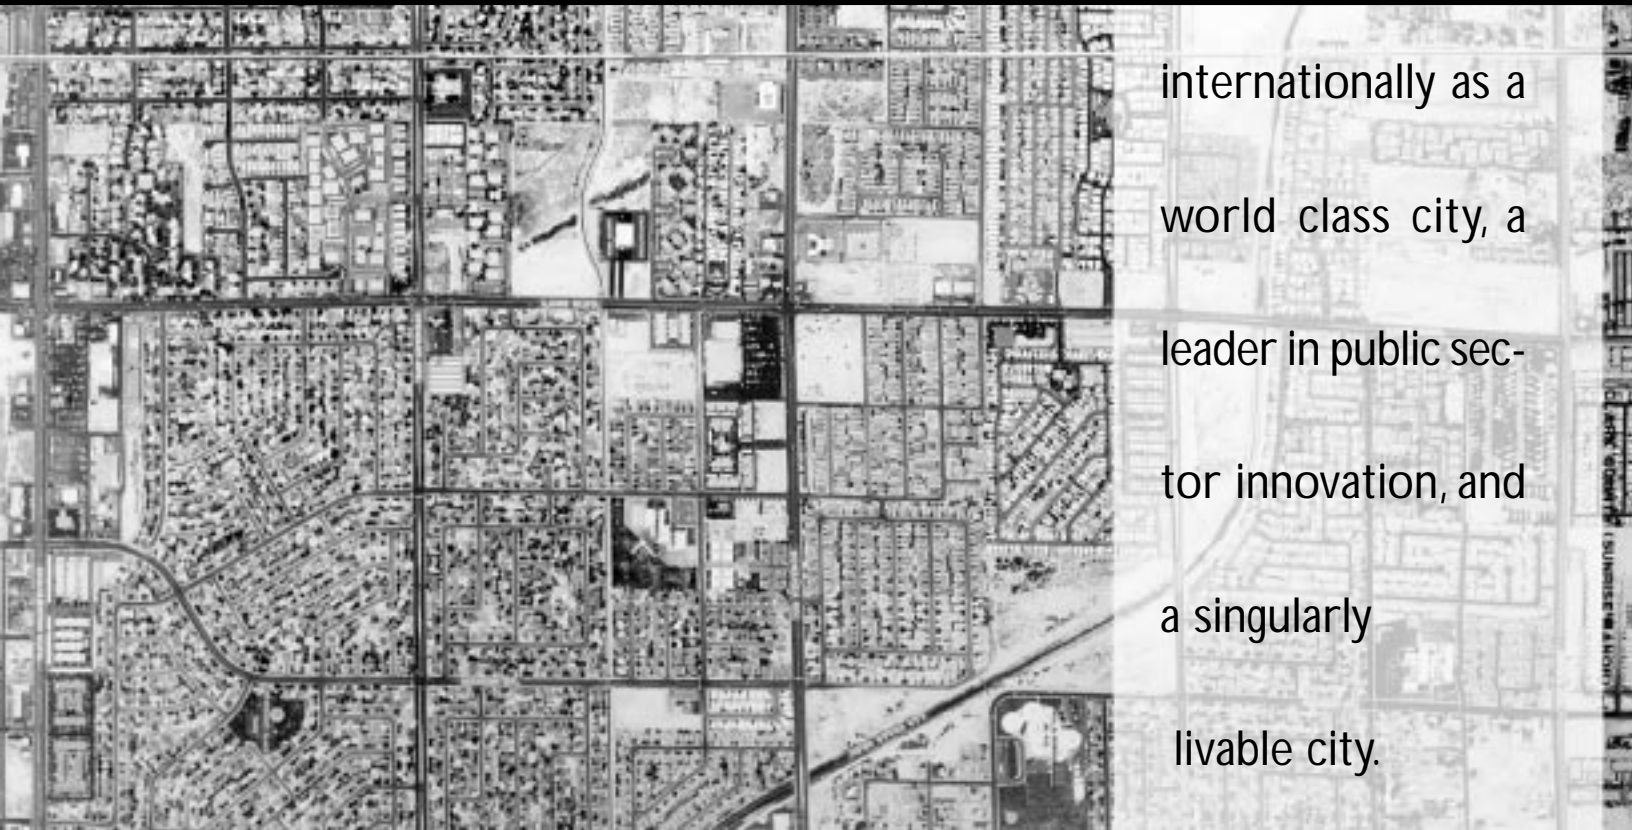 internationally as a
world class city, a
leader in public sec-
tor innovation, and
a singularly
livable city.